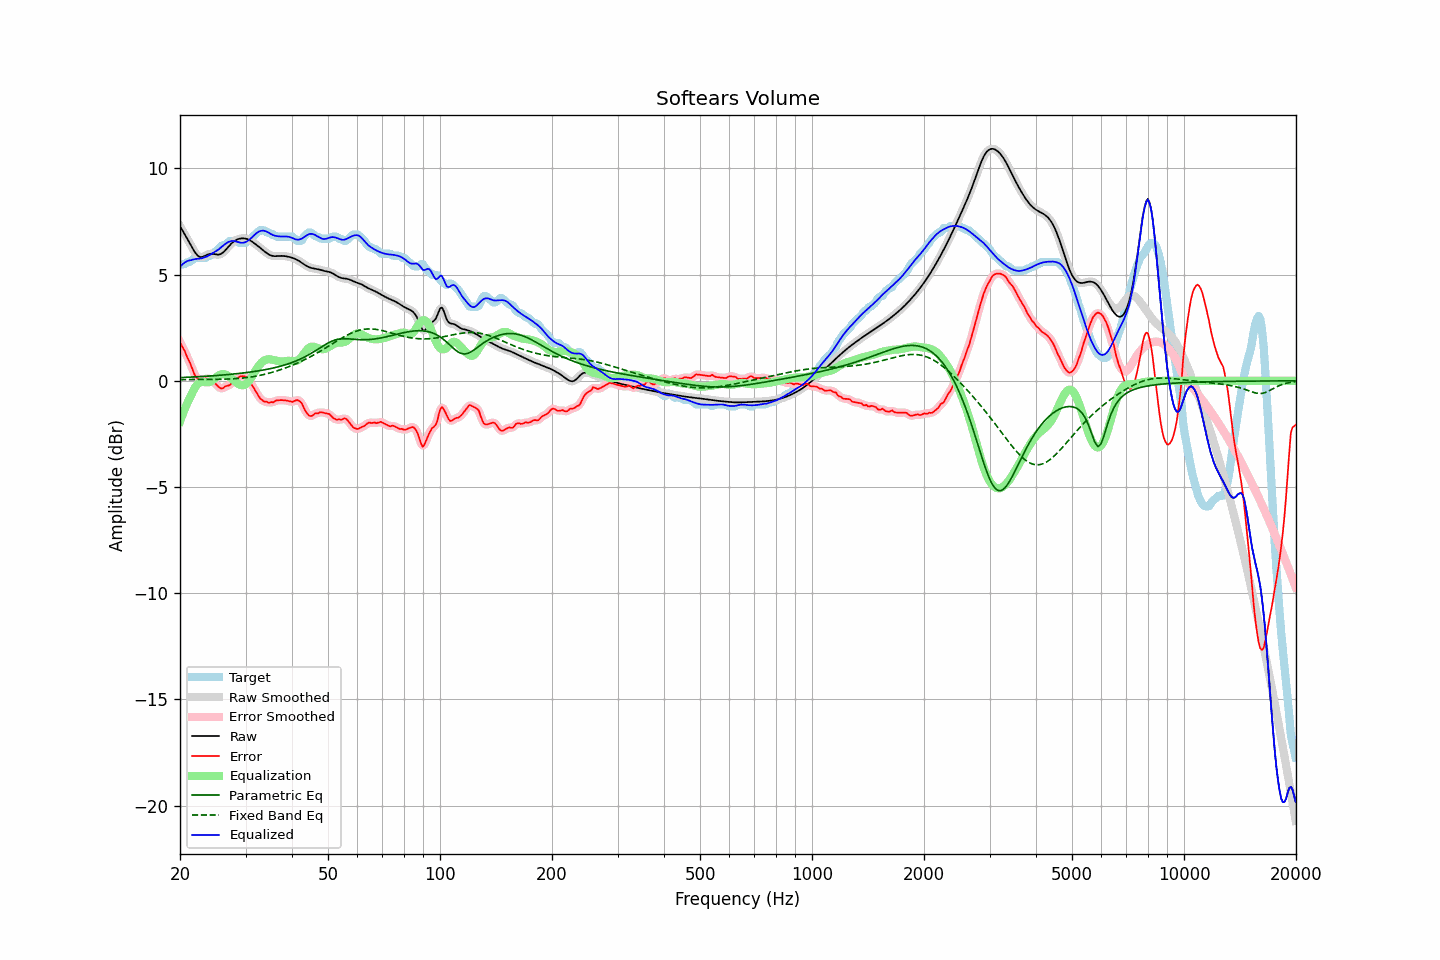 Softears Volume
10
5
0
−5
−10
−15
−20
Amplitude (dBr)
Target
Raw Smoothed
Error Smoothed
Raw
Error
Equalization
Parametric Eq
Fixed Band Eq
Equalized
20 50 100 200 500 1000 2000 5000 10000 20000
Frequency (Hz)